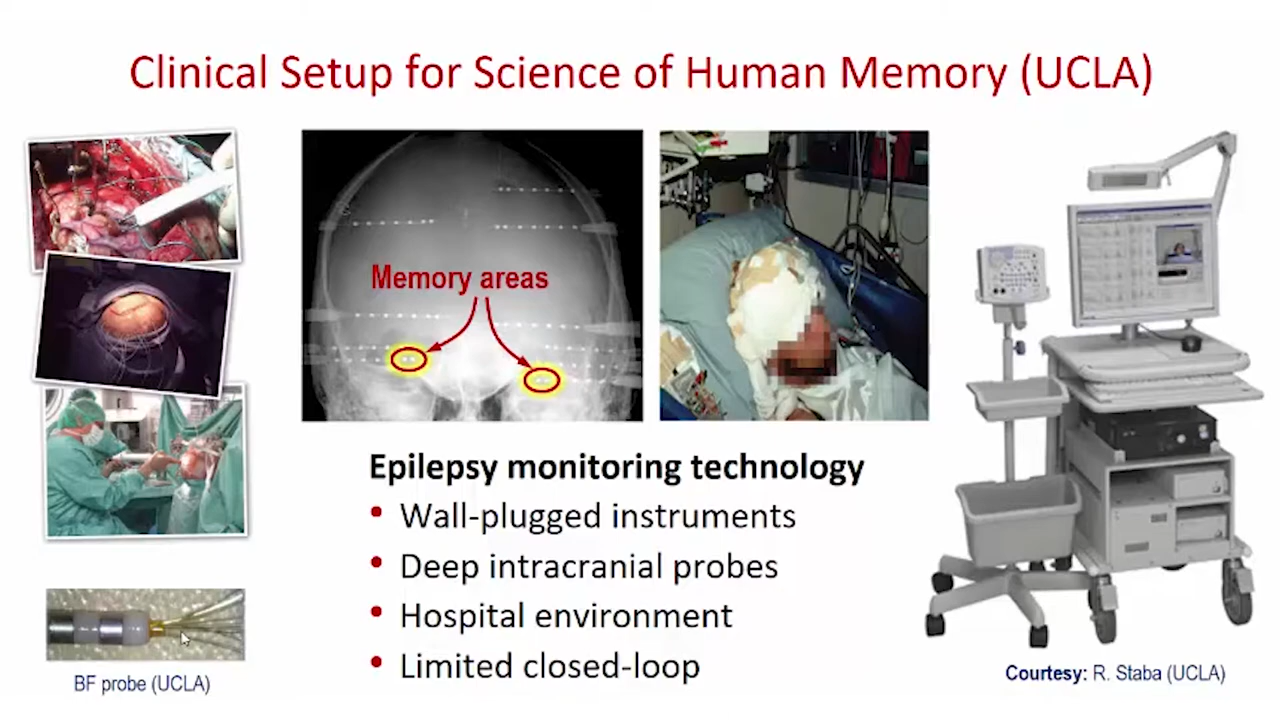 Clinical Setup for Science of Human Memory (UCLA)
Memory areas
Epilepsy monitoring technology
• Wall-plugged instruments
• Deep intracranial probes
• Hospital environment
• Limited closed-loop
BF probe (UCLA)
Courtesy: R. Staba (UCLA)